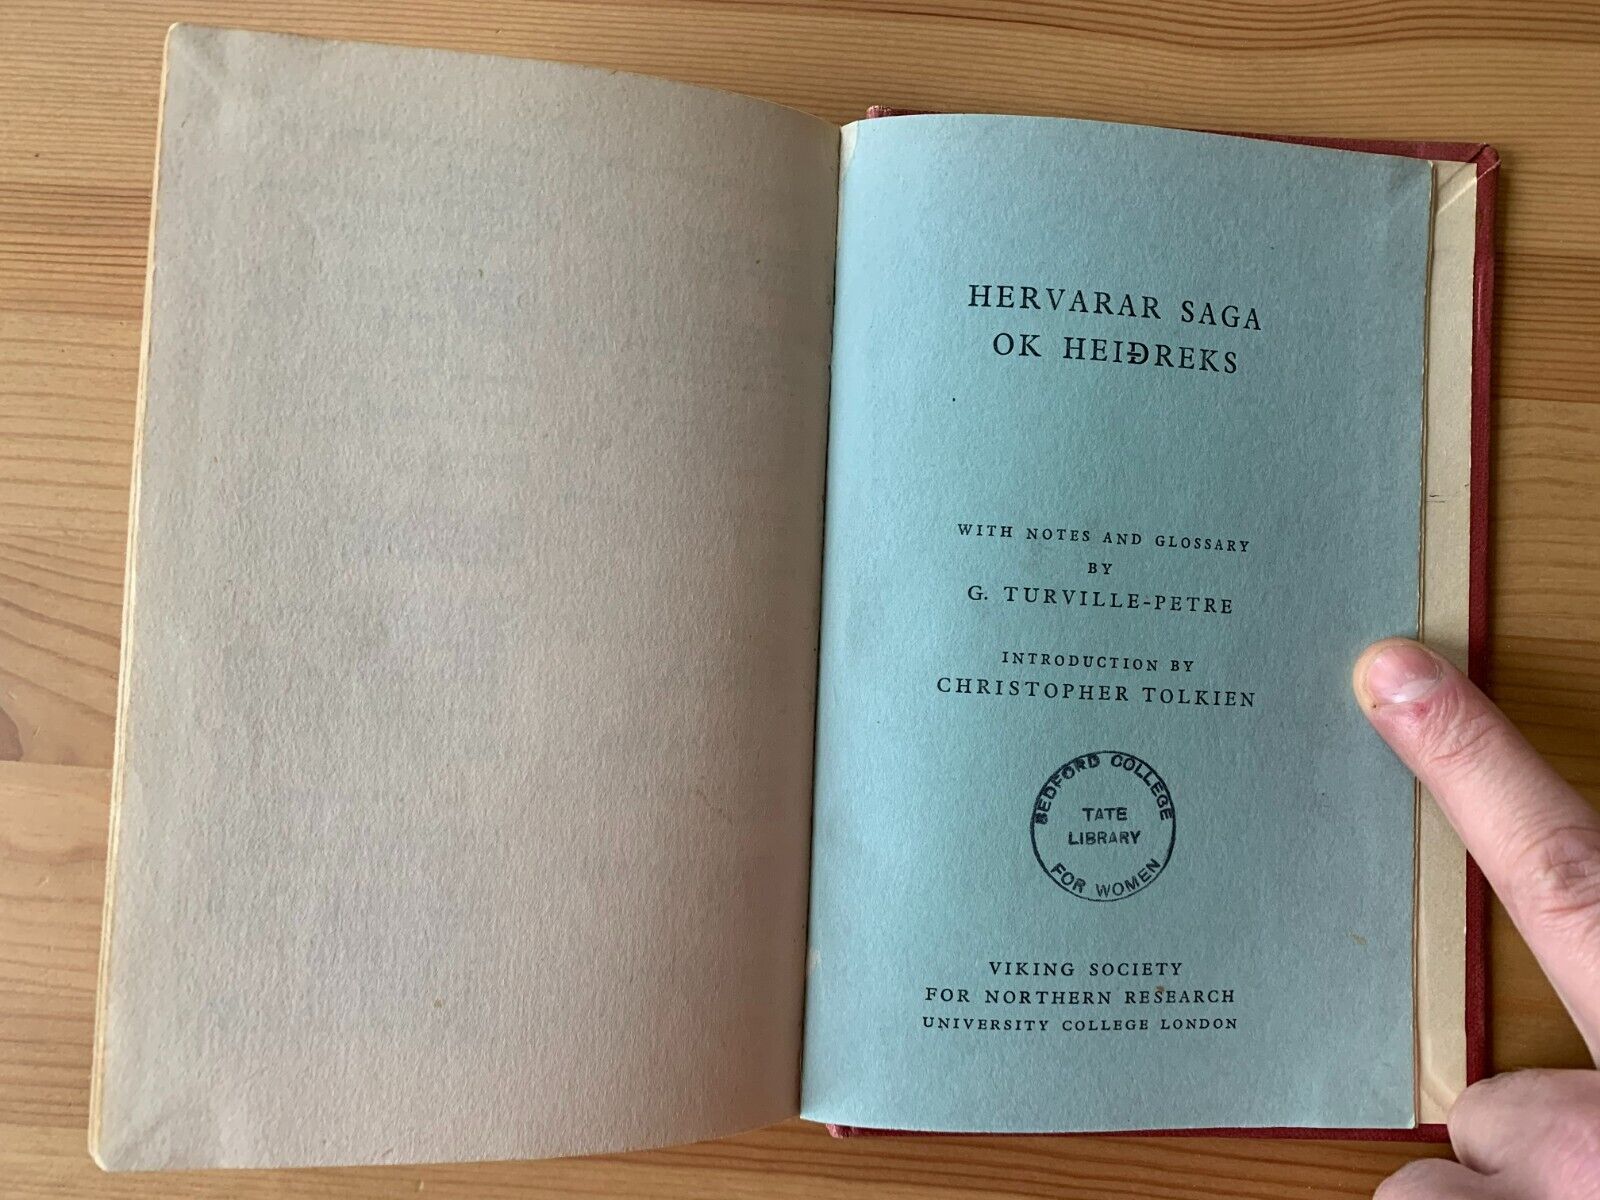 HERVARAR SAGA
OK HEIÐREKS
WITH NOTES AND GLOSSARY
BY
G. TURVILLE-PETRE
INTRODUCTION BY
CHRISTOPHER TOLKIEN
BEDFORD COLLEGE
TATE
LIBRARY
FOR WOMEN
VIKING SOCIETY
FOR NORTHERN RESEARCH
UNIVERSITY COLLEGE LONDON